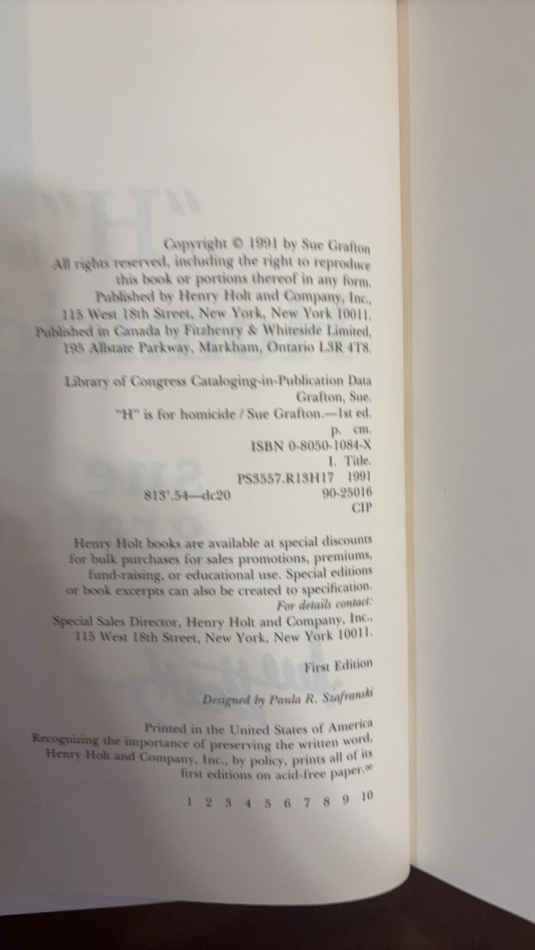 Copyright © 1991 by Sue Grafton
All rights reserved, including the right to reproduce
this book or portions thereof in any form.
Published by Henry Holt and Company, Inc.,
115 West 18th Street, New York, New York 10011.
Published in Canada by Fitzhenry & Whiteside Limited,
195 Allstate Parkway, Markham, Ontario L3R 4T8.
Library of Congress Cataloging-in-Publication Data
Grafton, Sue.
"H" is for homicide / Sue Grafton.—1st ed.
p. cm.
ISBN 0-8050-1084-X
I. Title.
PS3557.R13H17 1991
813'.54—dc20 90-25016
CIP
Henry Holt books are available at special discounts
for bulk purchases for sales promotions, premiums,
fund-raising, or educational use. Special editions
or book excerpts can also be created to specification.
For details contact:
Special Sales Director, Henry Holt and Company, Inc.,
115 West 18th Street, New York, New York 10011.
First Edition
Designed by Paula R. Szafranski
Printed in the United States of America
Recognizing the importance of preserving the written word,
Henry Holt and Company, Inc., by policy, prints all of its
first editions on acid-free paper.∞
1 2 3 4 5 6 7 8 9 10